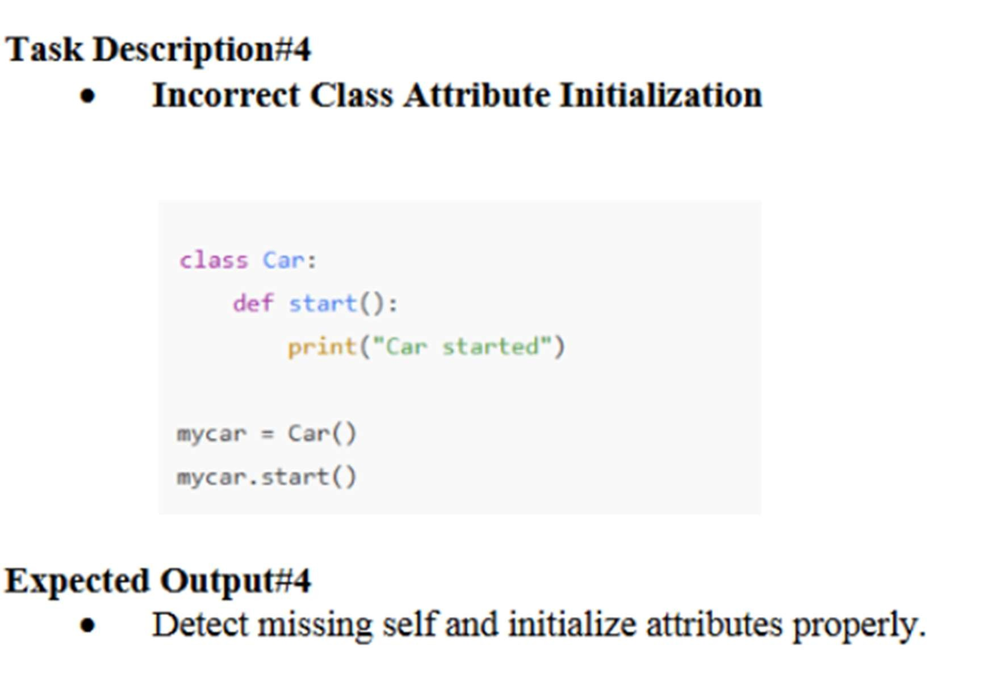 Task Description#4
● Incorrect Class Attribute Initialization
class Car:
    def start():
        print("Car started")
mycar = Car()
mycar.start()
Expected Output#4
● Detect missing self and initialize attributes properly.